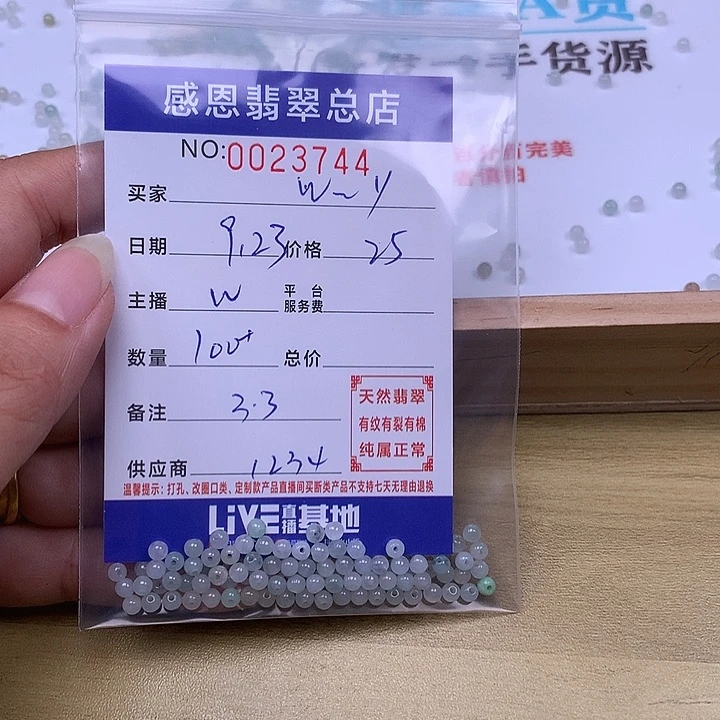 A货
一手货源
完美
感恩翡翠总店
NO:0023744
买家 W~y
日期 9.23 价格 25
主播 W 平台服务费
数量 100+ 总价
备注 3.3
天然翡翠
有纹有裂有棉
纯属正常
供应商 1234
温馨提示：打孔、改圈口类、定制款产品直播间买断类产品不支持七天无理由退换
LiVE直播基地